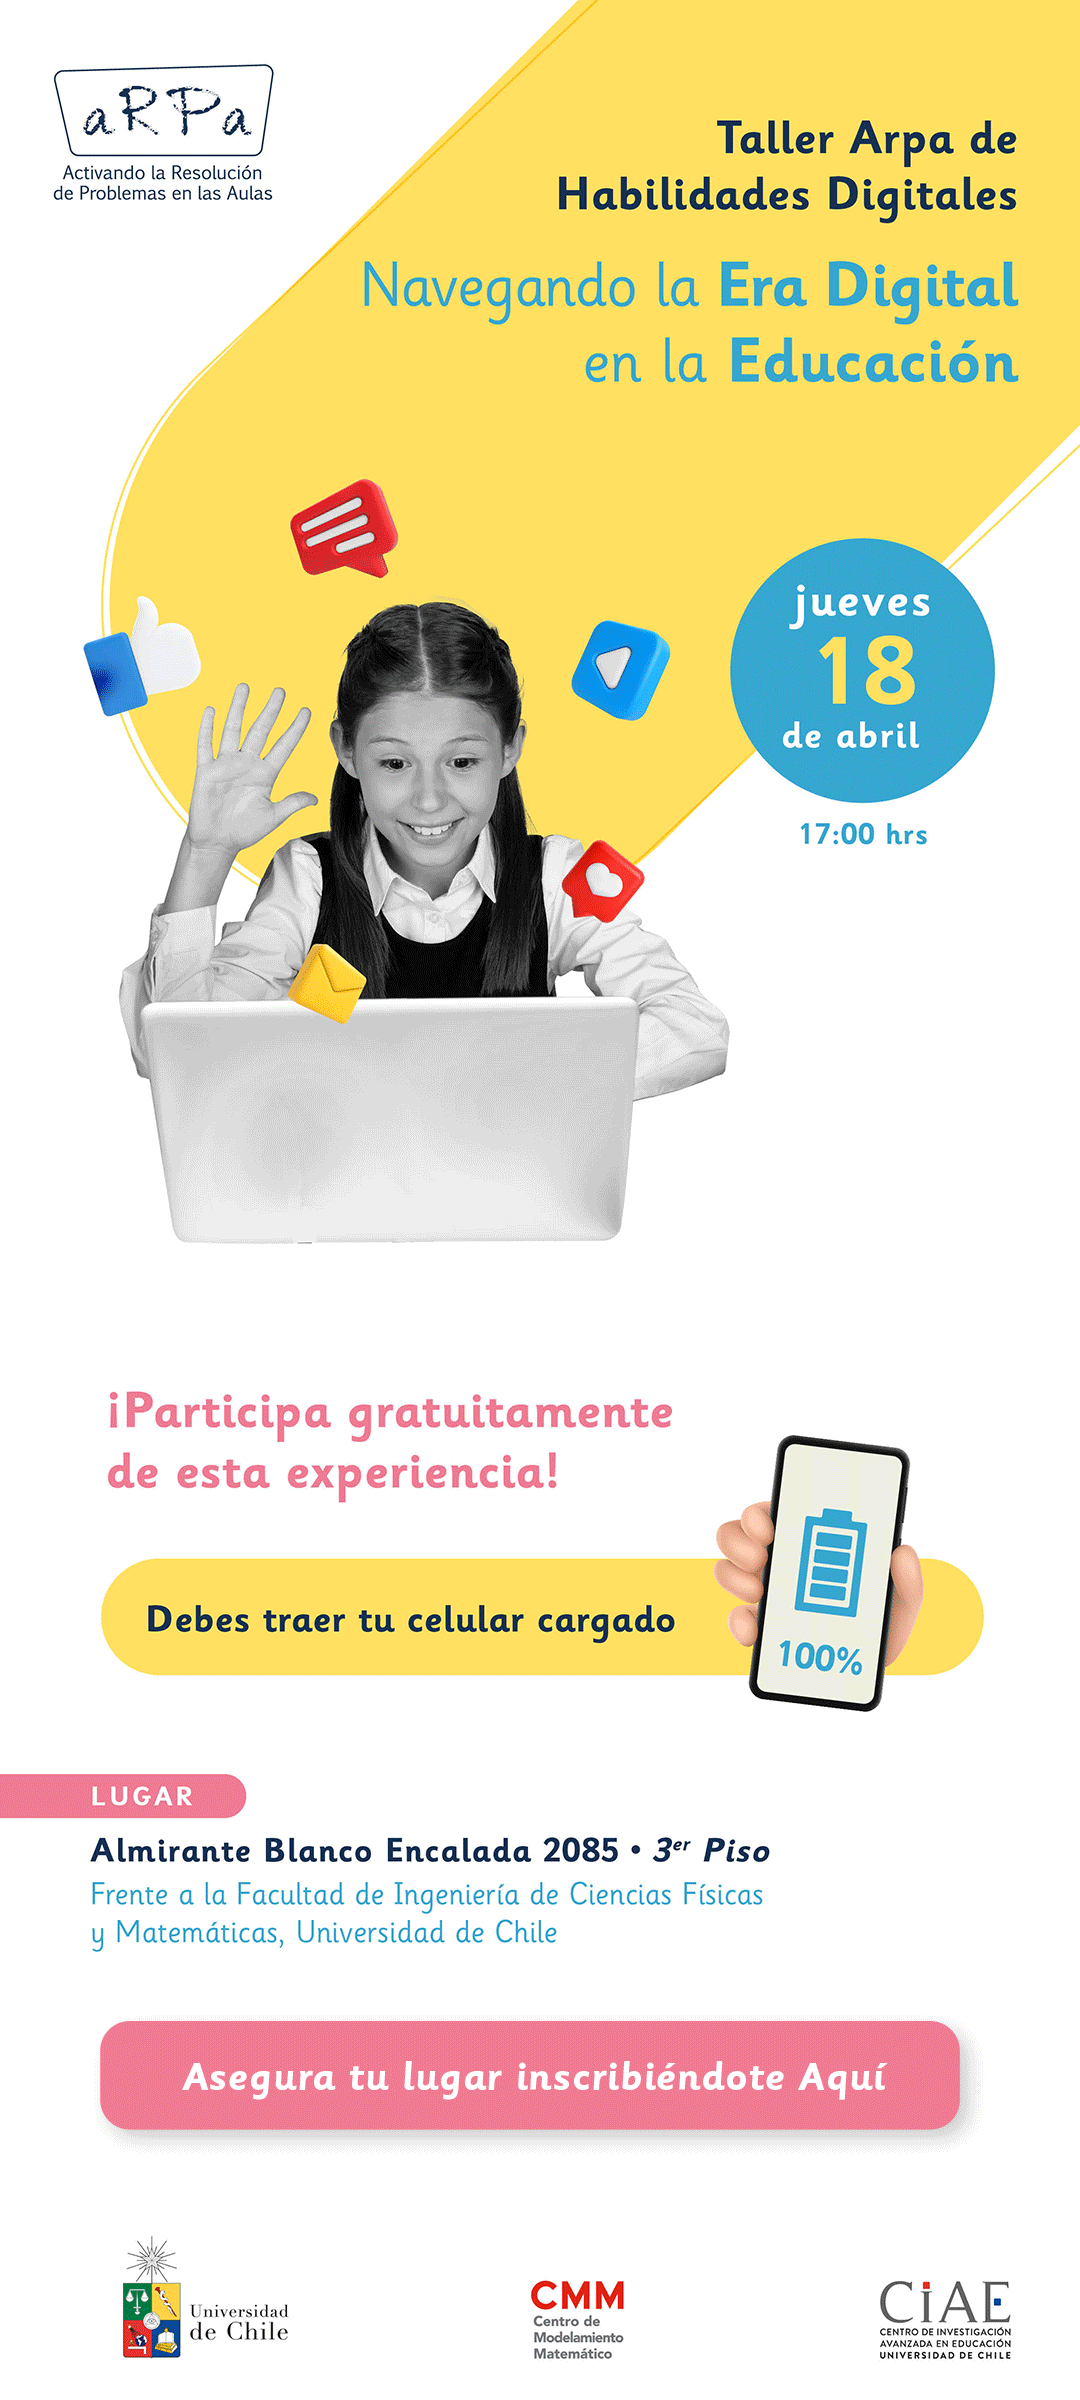 aRPa
Activando la Resolución
de Problemas en las Aulas
Taller Arpa de
Habilidades Digitales
Navegando la Era Digital
en la Educación
jueves
18
de abril
17:00 hrs
¡Participa gratuitamente
de esta experiencia!
Debes traer tu celular cargado
100%
LUGAR
Almirante Blanco Encalada 2085 • 3er Piso
Frente a la Facultad de Ingeniería de Ciencias Físicas
y Matemáticas, Universidad de Chile
Asegura tu lugar inscribiéndote Aquí
Universidad
de Chile
CMM
Centro de
Modelamiento
Matemático
CiAE
CENTRO DE INVESTIGACIÓN
AVANZADA EN EDUCACIÓN
UNIVERSIDAD DE CHILE